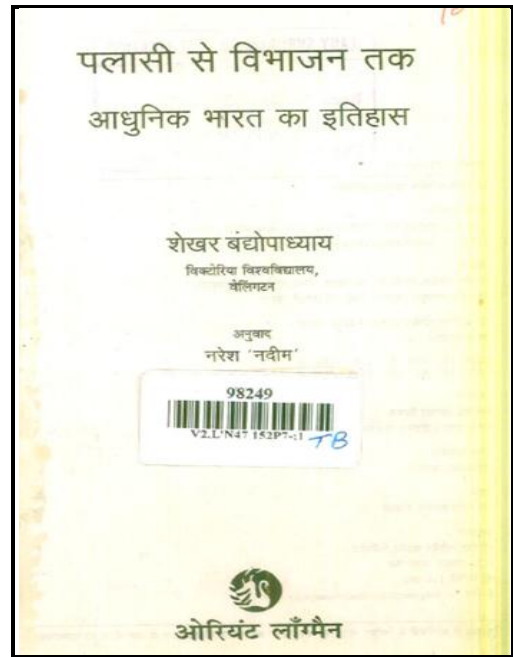 पलासी से विभाजन तक
आधुनिक भारत का इतिहास
शेखर बंद्योपाध्याय
विक्टोरिया विश्वविद्यालय,
वेलिंगटन
अनुवाद
नरेश 'नदीम'
98249
V2.L'N47 152P7-;1 TB
ओरियंट लाँग्मैन